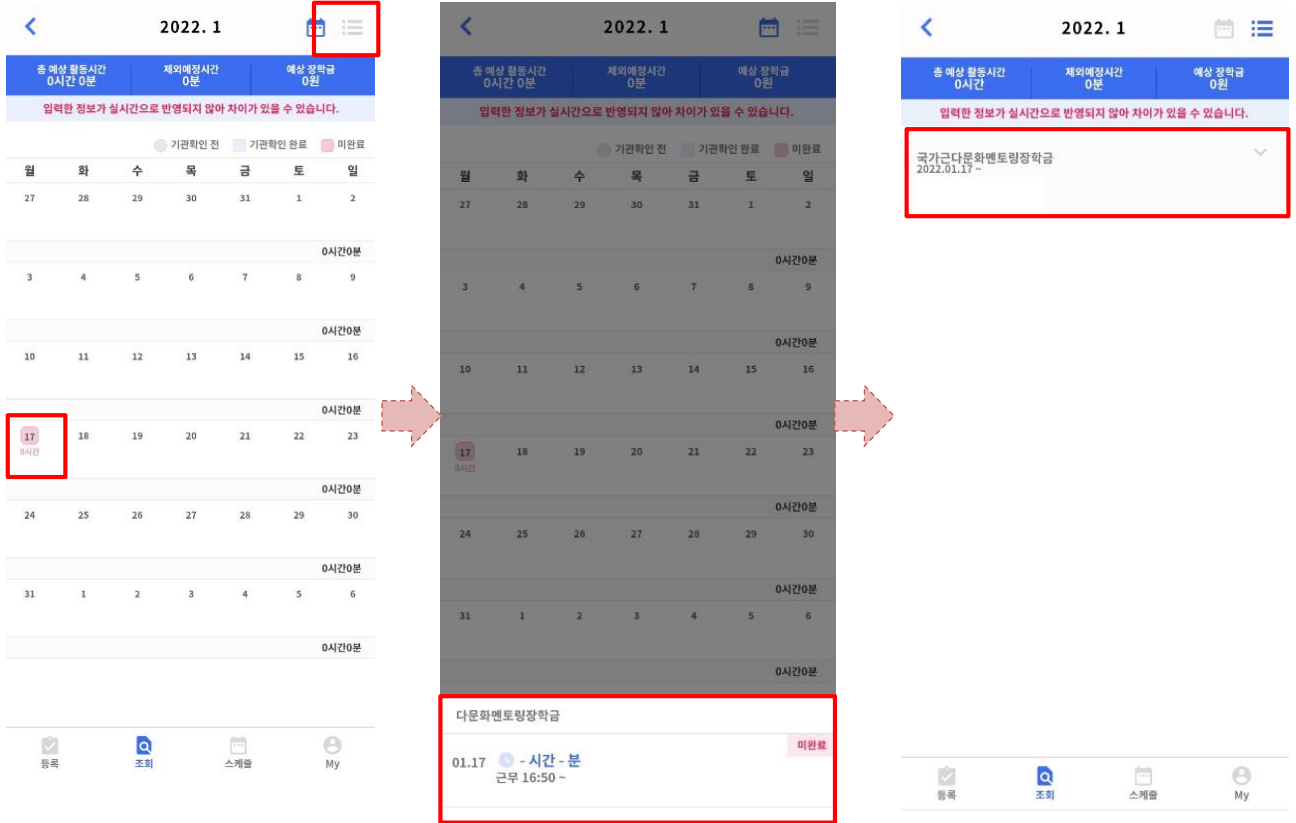 2022. 1
총 예상 활동시간 제외예정시간 예상 장학금
0시간 0분 0분 0원
입력한 정보가 실시간으로 반영되지 않아 차이가 있을 수 있습니다.
기관확인 전 기관확인 완료 미완료
월 화 수 목 금 토 일
27 28 29 30 31 1 2
0시간0분
3 4 5 6 7 8 9
0시간0분
10 11 12 13 14 15 16
0시간0분
17 18 19 20 21 22 23
0시간
0시간0분
24 25 26 27 28 29 30
0시간0분
31 1 2 3 4 5 6
0시간0분
등록 조회 스케줄 My
2022. 1
총 예상 활동시간 제외예정시간 예상 장학금
0시간 0분 0분 0원
입력한 정보가 실시간으로 반영되지 않아 차이가 있을 수 있습니다.
기관확인 전 기관확인 완료 미완료
월 화 수 목 금 토 일
27 28 29 30 31 1 2
0시간0분
3 4 5 6 7 8 9
0시간0분
10 11 12 13 14 15 16
0시간0분
17 18 19 20 21 22 23
0시간
0시간0분
24 25 26 27 28 29 30
0시간0분
31 1 2 3 4 5 6
0시간0분
다문화멘토링장학금
미완료
01.17 - 시간 - 분
근무 16:50 ~
2022. 1
총 예상 활동시간 제외예정시간 예상 장학금
0시간 0분 0원
입력한 정보가 실시간으로 반영되지 않아 차이가 있을 수 있습니다.
국가근다문화멘토링장학금
2022.01.17 ~
등록 조회 스케줄 My